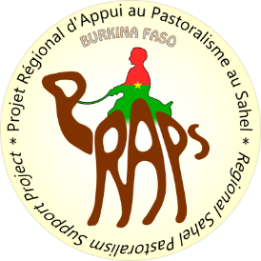 * Projet Régional d'Appui au Pastoralisme au Sahel
* Regional Sahel Pastoralism Support Project
BURKINA FASO
PRAPs